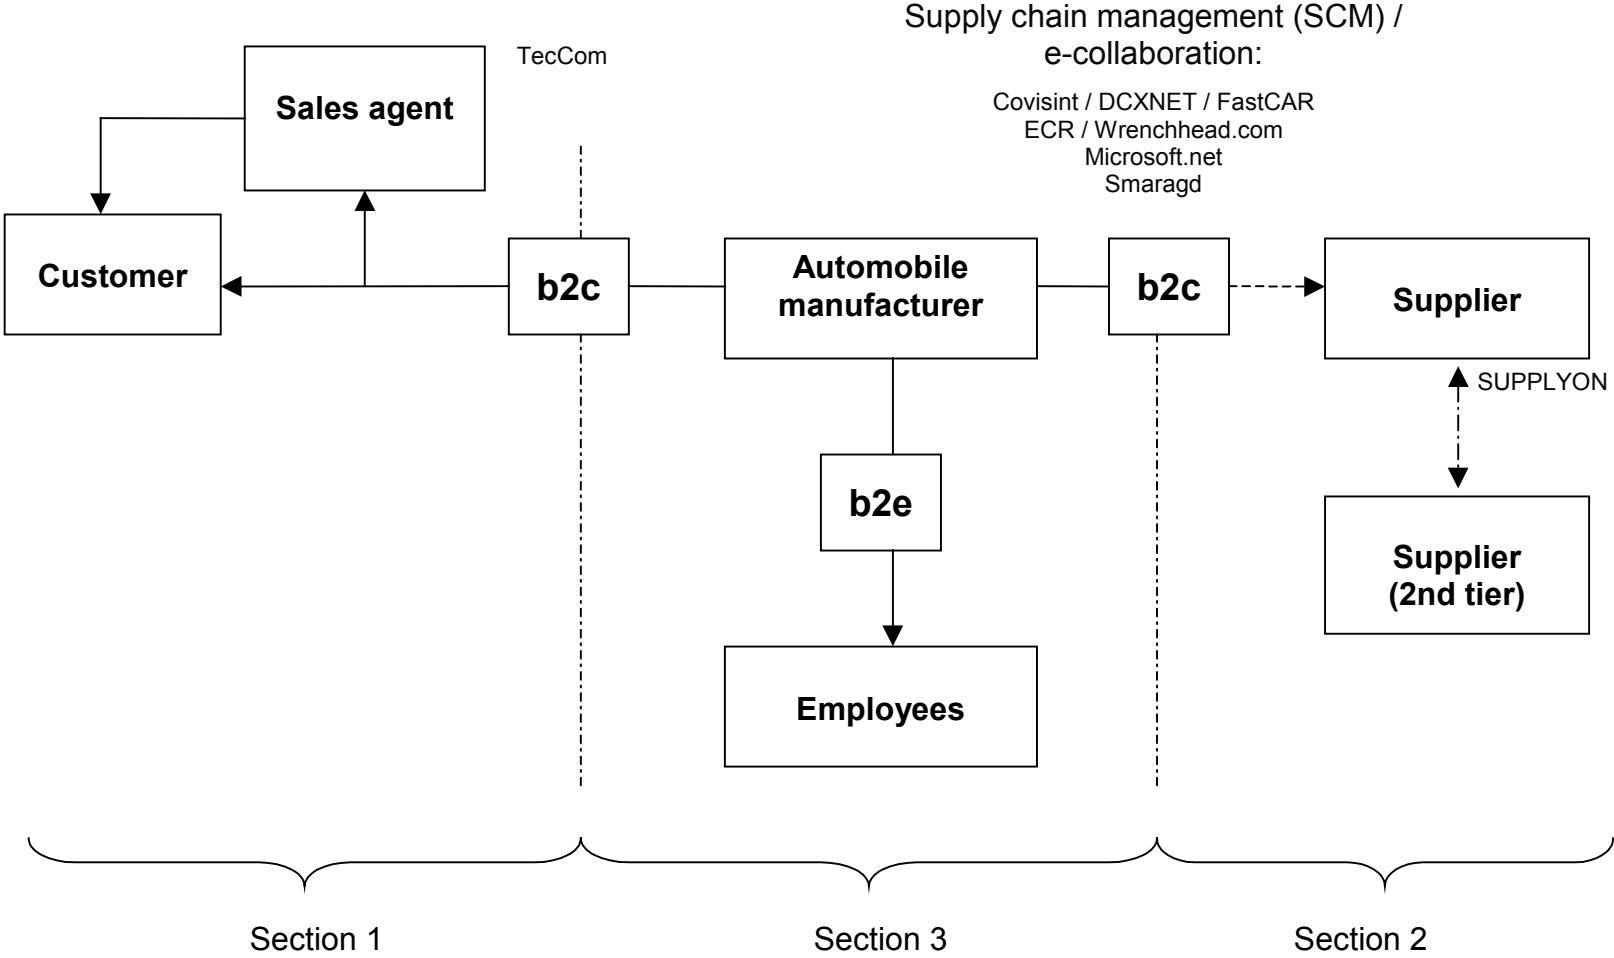 Supply chain management (SCM) /
e-collaboration:
TecCom
Covisint / DCXNET / FastCAR
ECR / Wrenchhead.com
Microsoft.net
Smaragd
Sales agent
Customer
b2c
Automobile
manufacturer
b2c
Supplier
SUPPLYON
b2e
Supplier
(2nd tier)
Employees
Section 1
Section 3
Section 2